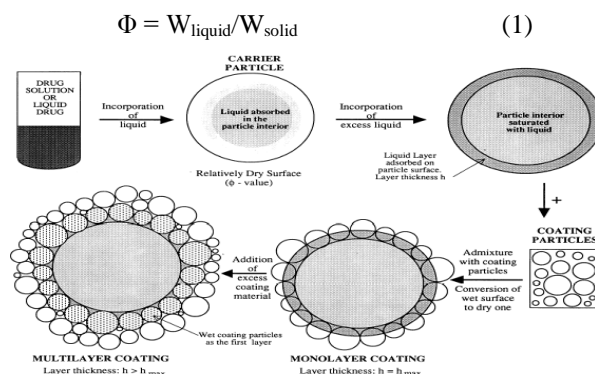 Φ = Wliquid/Wsolid (1)
DRUG
SOLUTION
OR
LIQUID
DRUG
Incorporation
of
liquid
CARRIER
PARTICLE
Liquid absorbed
in the
particle interior
Relatively Dry Surface
(ϕ - value)
Incorporation
of
excess liquid
Particle interior
saturated
with liquid
Liquid Layer
adsorbed on
particle surface.
Layer thickness h
+
COATING
PARTICLES
Admixture
with coating
particles
Conversion of
wet surface
to dry one
MONOLAYER COATING
Layer thickness: h = h max
Addition
of
excess
coating
material
Wet coating particles
as the first layer
MULTILAYER COATING
Layer thickness: h > h max